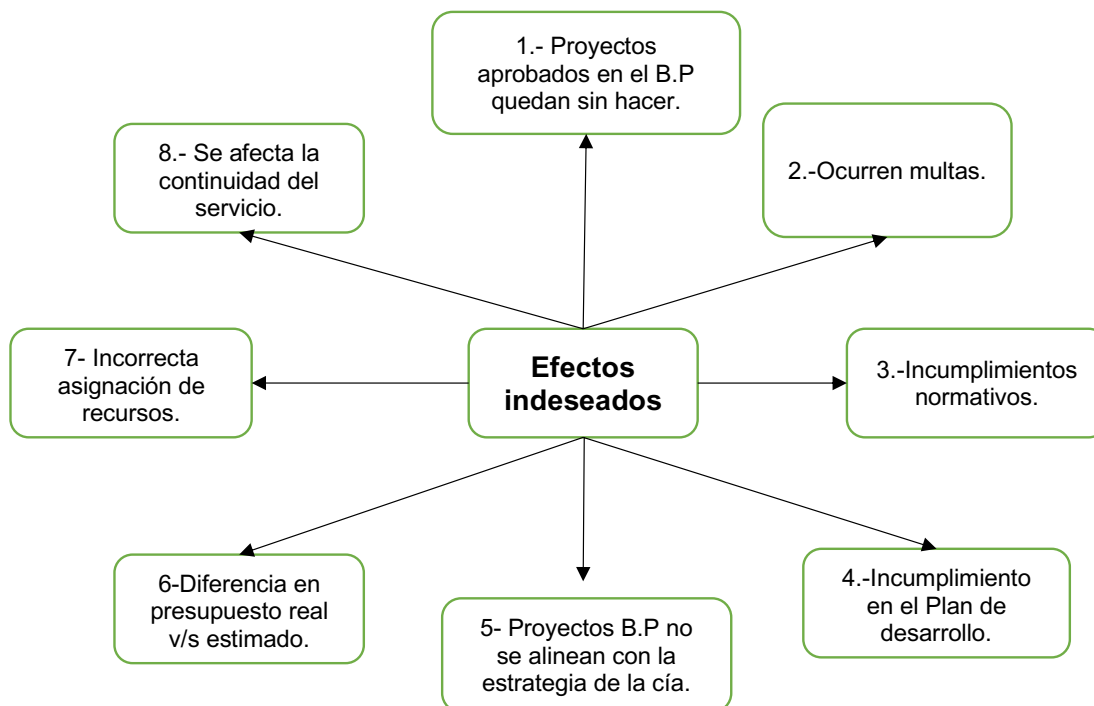 1.- Proyectos
aprobados en el B.P
quedan sin hacer.
8.- Se afecta la
continuidad del
servicio.
2.-Ocurren multas.
7- Incorrecta
asignación de
recursos.
Efectos
indeseados
3.-Incumplimientos
normativos.
6-Diferencia en
presupuesto real
v/s estimado.
5- Proyectos B.P no
se alinean con la
estrategia de la cía.
4.-Incumplimiento
en el Plan de
desarrollo.